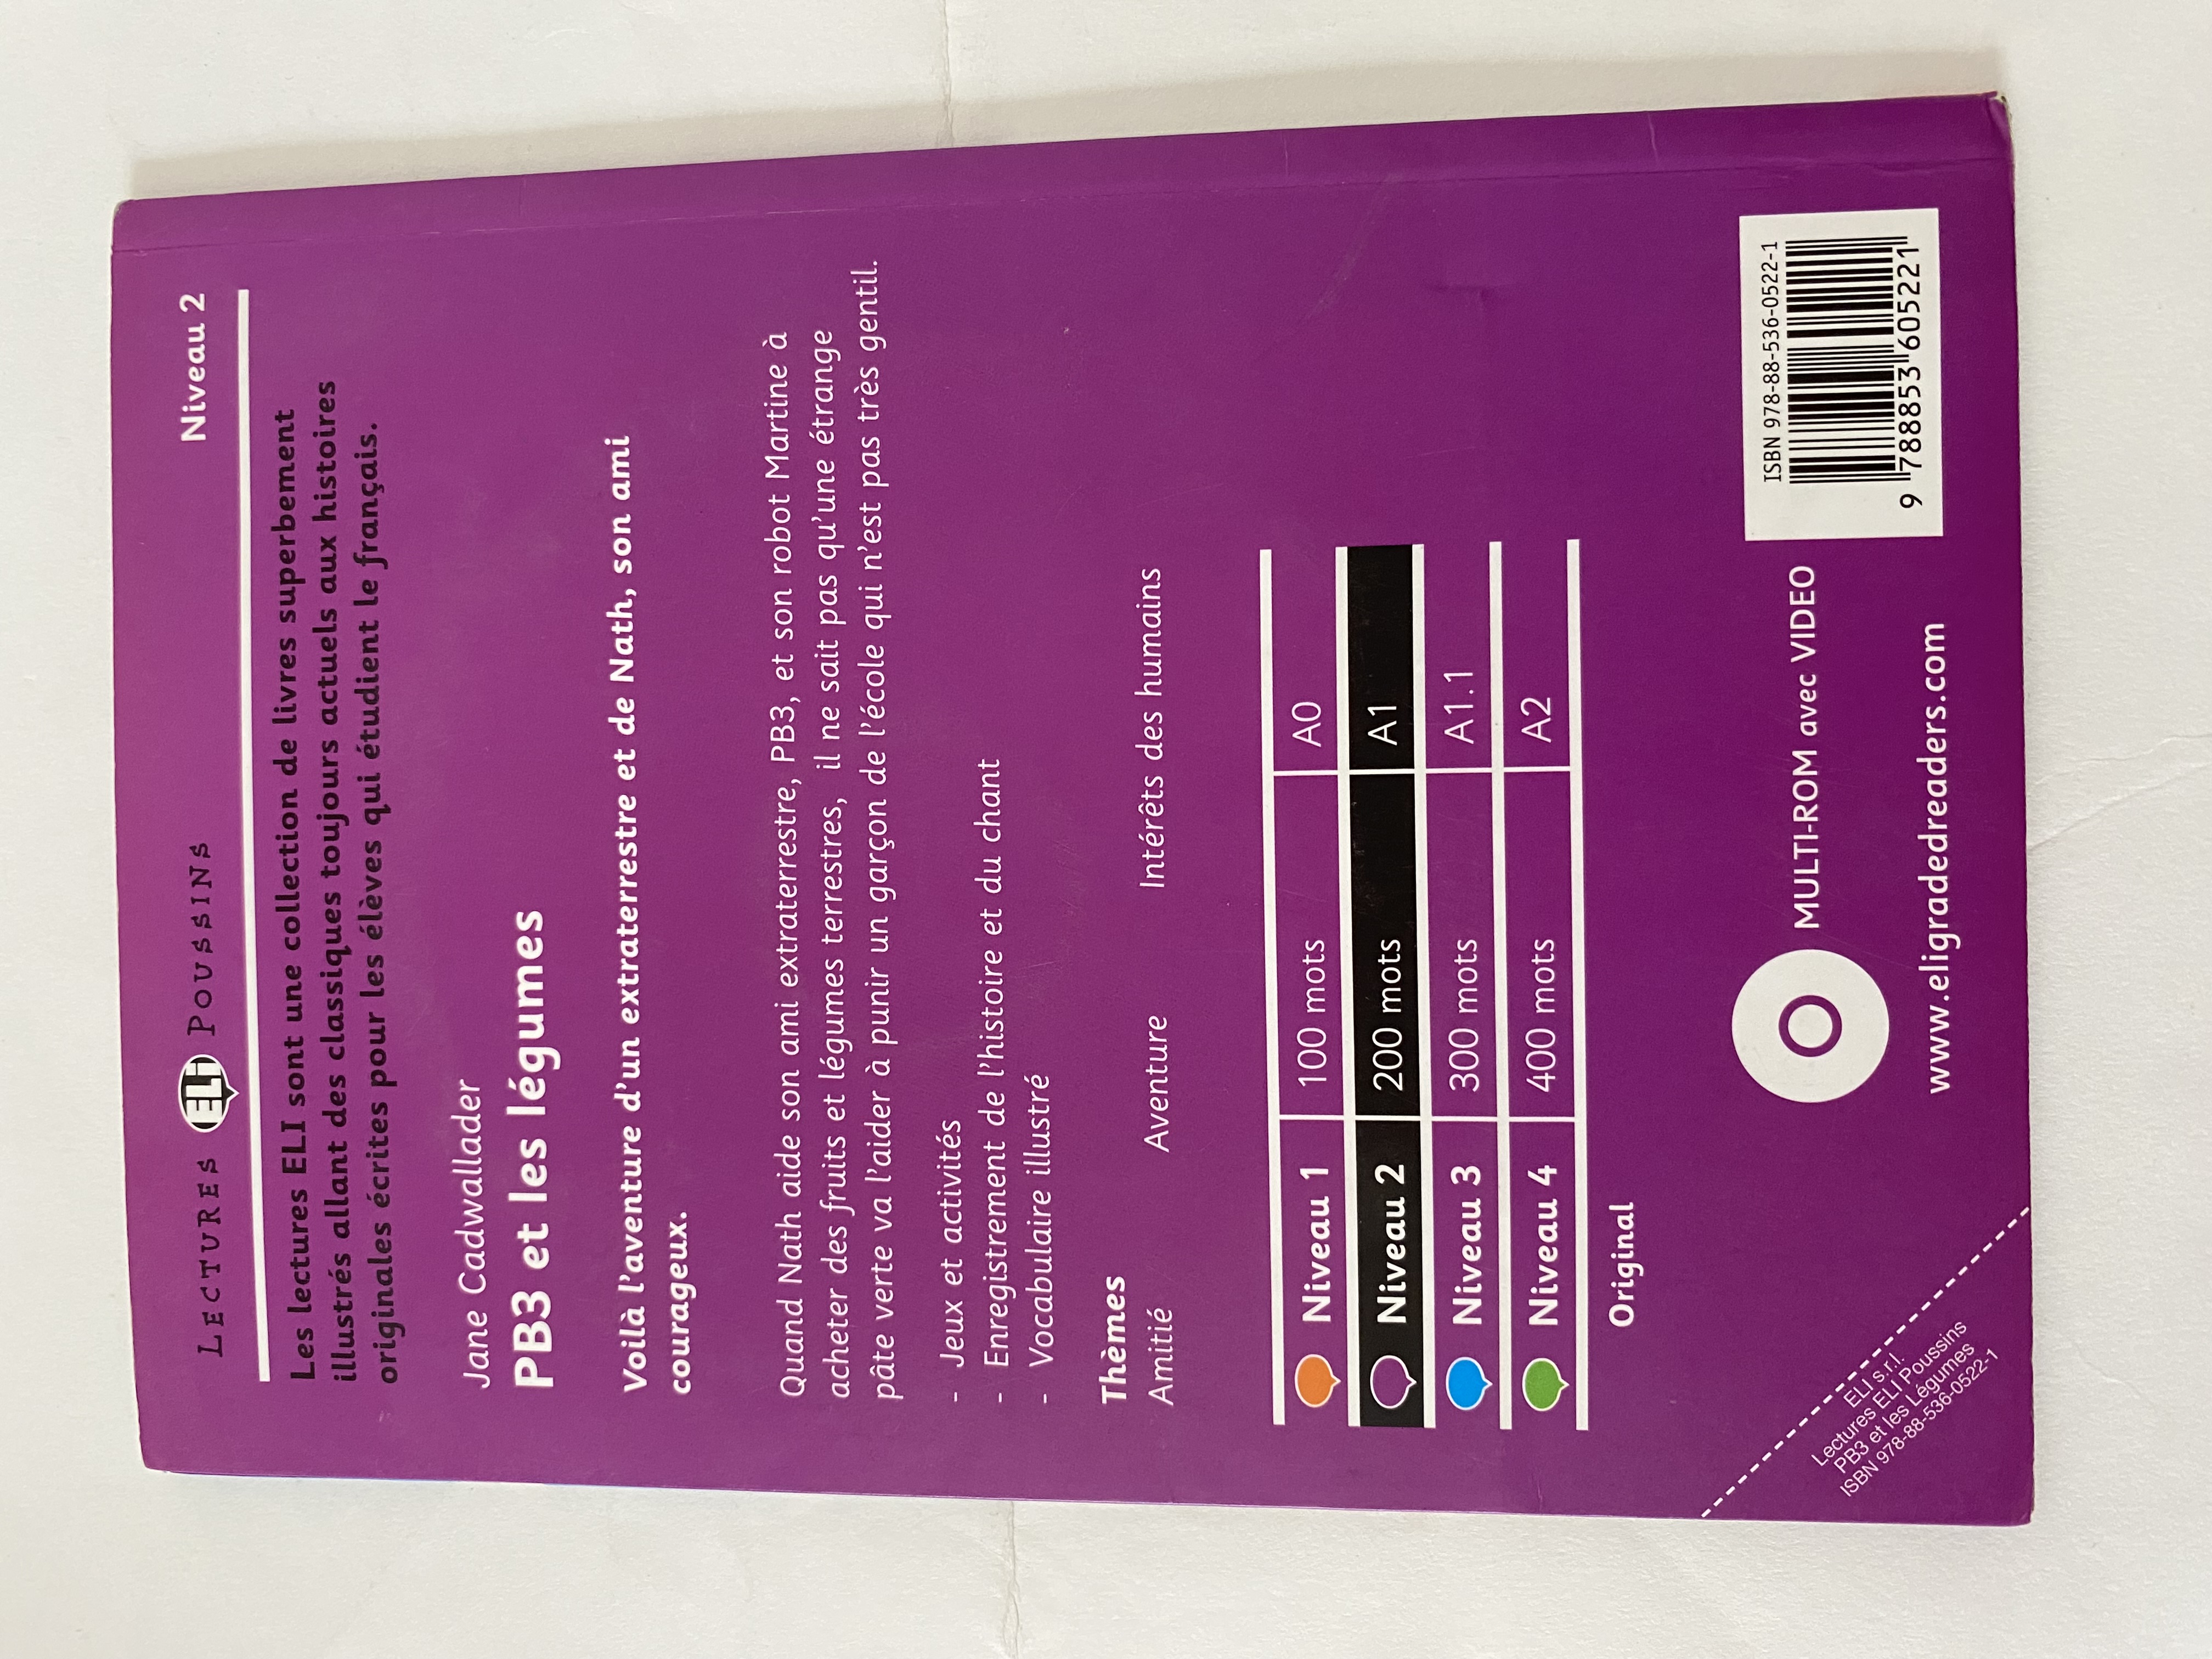 LECTURES ELi POUSSINS
Niveau 2
Les lectures ELI sont une collection de livres superbement
illustrés allant des classiques toujours actuels aux histoires
originales écrites pour les élèves qui étudient le français.
Jane Cadwallader
PB3 et les légumes
Voilà l'aventure d'un extraterrestre et de Nath, son ami
courageux.
Quand Nath aide son ami extraterrestre, PB3, et son robot Martine à
acheter des fruits et légumes terrestres, il ne sait pas qu'une étrange
pâte verte va l'aider à punir un garçon de l'école qui n'est pas très gentil.
- Jeux et activités
- Enregistrement de l'histoire et du chant
- Vocabulaire illustré
Thèmes
Amitié Aventure Intérêts des humains
Niveau 1 100 mots A0
Niveau 2 200 mots A1
Niveau 3 300 mots A1.1
Niveau 4 400 mots A2
Original
MULTI-ROM avec VIDEO
www.eligradedreaders.com
ISBN 978-88-536-0522-1
9 788853 605221
ELI s.r.l.
Lectures ELI Poussins
PB3 et les Légumes
ISBN 978-88-536-0522-1